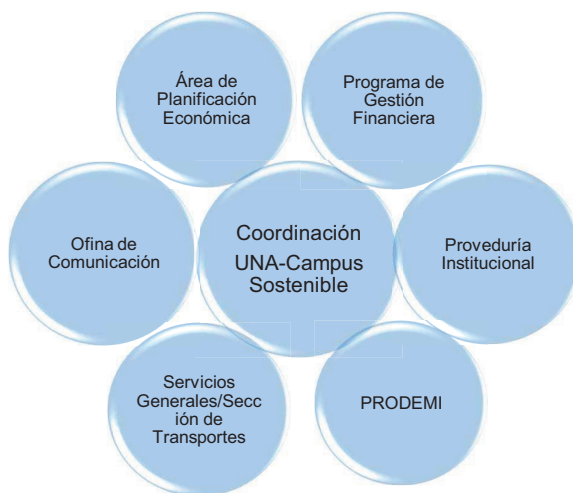 Área de
Planificación
Económica
Programa de
Gestión
Financiera
Ofina de
Comunicación
Coordinación
UNA-Campus
Sostenible
Proveduría
Institucional
Servicios
Generales/Secc
ión de
Transportes
PRODEMI